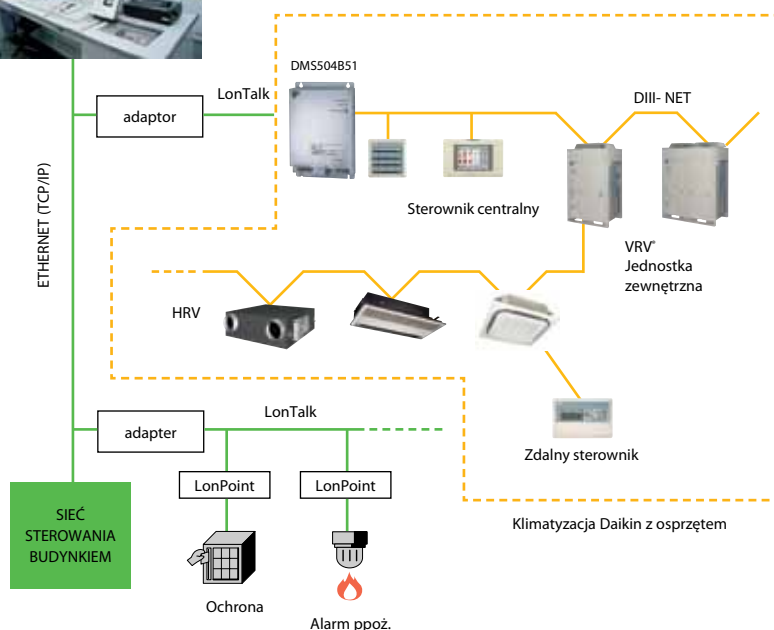 DMS504B51
LonTalk
DIII- NET
adaptor
Sterownik centralny
ETHERNET (TCP/IP)
VRV®
Jednostka
zewnętrzna
HRV
LonTalk
adapter
Zdalny sterownik
LonPoint
LonPoint
SIEĆ
STEROWANIA
BUDYNKIEM
Klimatyzacja Daikin z osprzętem
Ochrona
Alarm ppoż.